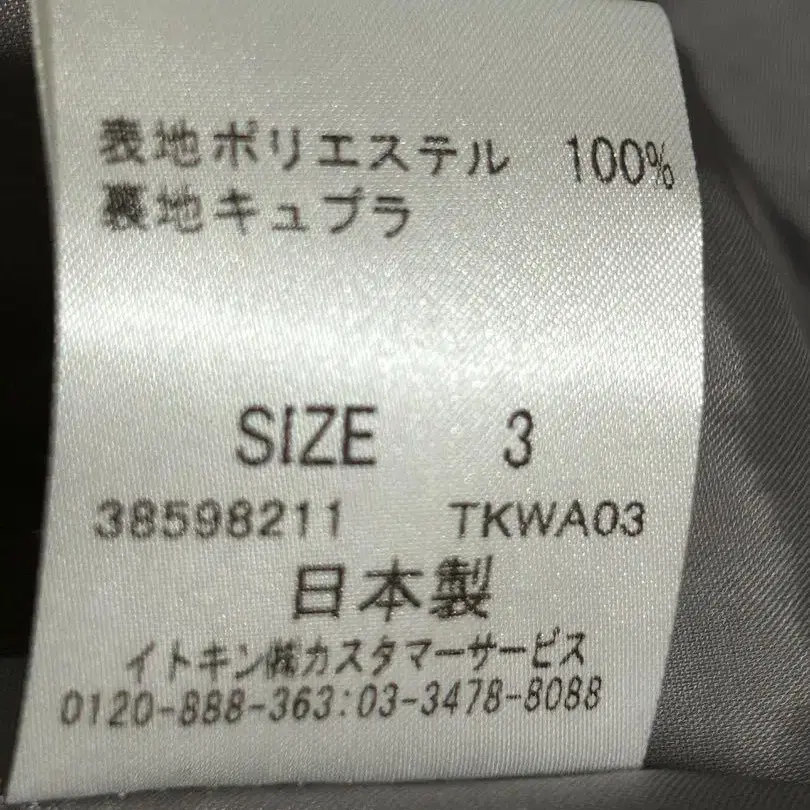 表地ポリエステル 100%
裏地キュプラ
SIZE 3
38598211 TKWA03
日本製
イトキン㈱カスタマーサービス
0120-888-363:03-3478-8088